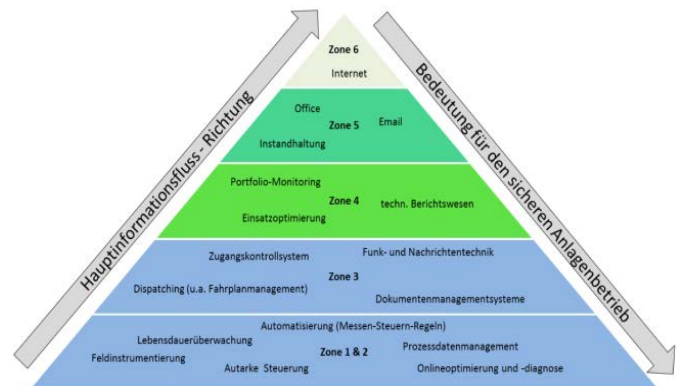 Hauptinformationsfluss - Richtung
Bedeutung für den sicheren Anlagenbetrieb
Zone 6
Internet
Office
Zone 5
Email
Instandhaltung
Portfolio-Monitoring
Zone 4
techn. Berichtswesen
Einsatzoptimierung
Zugangskontrollsystem
Funk- und Nachrichtentechnik
Zone 3
Dispatching (u.a. Fahrplanmanagement)
Dokumentenmanagementsysteme
Automatisierung (Messen-Steuern-Regeln)
Lebensdauerüberwachung
Zone 1 & 2
Prozessdatenmanagement
Feldinstrumentierung
Autarke Steuerung
Onlineoptimierung und -diagnose